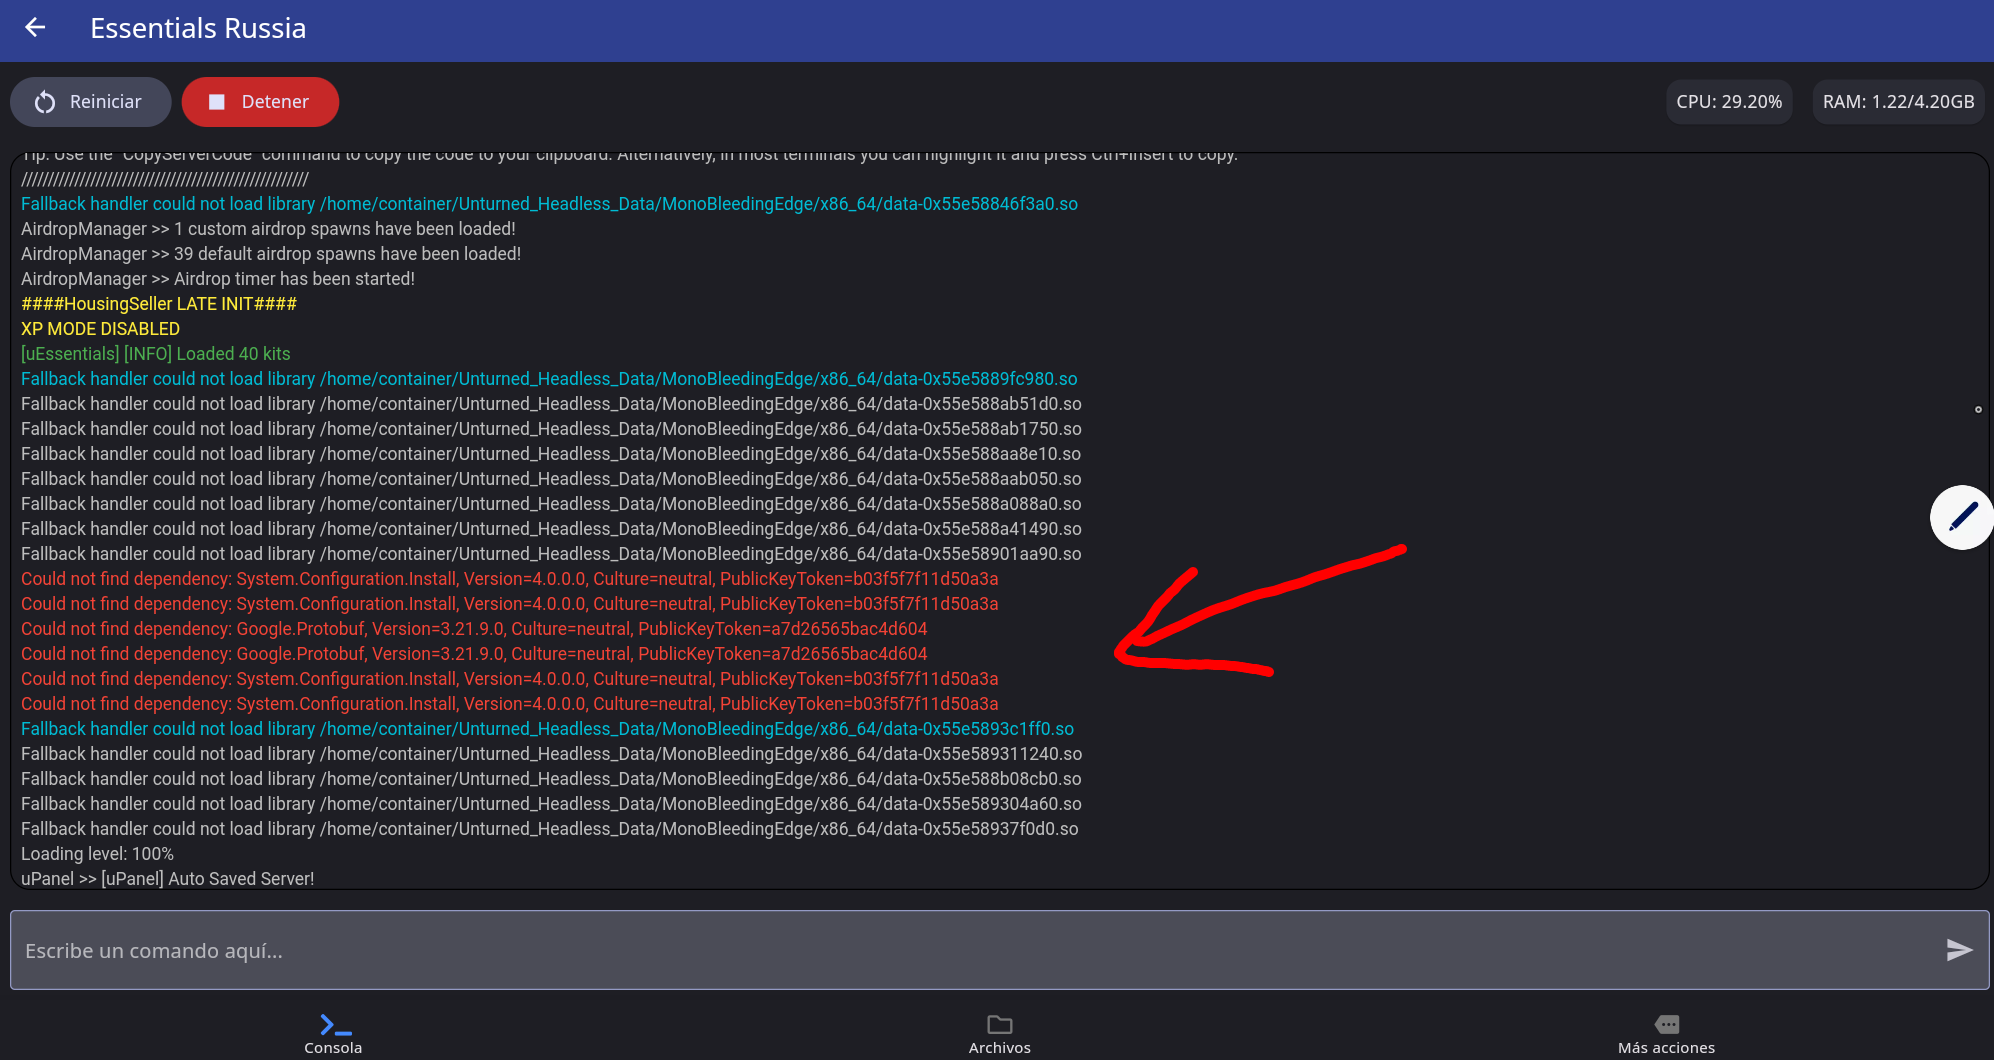 Essentials Russia
Reiniciar
Detener
CPU: 29.20%
RAM: 1.22/4.20GB
Tip: Use the "CopyServerCode" command to copy the code to your clipboard. Alternatively, in most terminals you can highlight it and press Ctrl+Insert to copy.
//////////////////////////////////////////////////////
Fallback handler could not load library /home/container/Unturned_Headless_Data/MonoBleedingEdge/x86_64/data-0x55e58846f3a0.so
AirdropManager >> 1 custom airdrop spawns have been loaded!
AirdropManager >> 39 default airdrop spawns have been loaded!
AirdropManager >> Airdrop timer has been started!
####HousingSeller LATE INIT####
XP MODE DISABLED
[uEssentials] [INFO] Loaded 40 kits
Fallback handler could not load library /home/container/Unturned_Headless_Data/MonoBleedingEdge/x86_64/data-0x55e5889fc980.so
Fallback handler could not load library /home/container/Unturned_Headless_Data/MonoBleedingEdge/x86_64/data-0x55e588ab51d0.so
Fallback handler could not load library /home/container/Unturned_Headless_Data/MonoBleedingEdge/x86_64/data-0x55e588ab1750.so
Fallback handler could not load library /home/container/Unturned_Headless_Data/MonoBleedingEdge/x86_64/data-0x55e588aa8e10.so
Fallback handler could not load library /home/container/Unturned_Headless_Data/MonoBleedingEdge/x86_64/data-0x55e588aab050.so
Fallback handler could not load library /home/container/Unturned_Headless_Data/MonoBleedingEdge/x86_64/data-0x55e588a088a0.so
Fallback handler could not load library /home/container/Unturned_Headless_Data/MonoBleedingEdge/x86_64/data-0x55e588a41490.so
Fallback handler could not load library /home/container/Unturned_Headless_Data/MonoBleedingEdge/x86_64/data-0x55e58901aa90.so
Could not find dependency: System.Configuration.Install, Version=4.0.0.0, Culture=neutral, PublicKeyToken=b03f5f7f11d50a3a
Could not find dependency: System.Configuration.Install, Version=4.0.0.0, Culture=neutral, PublicKeyToken=b03f5f7f11d50a3a
Could not find dependency: Google.Protobuf, Version=3.21.9.0, Culture=neutral, PublicKeyToken=a7d26565bac4d604
Could not find dependency: Google.Protobuf, Version=3.21.9.0, Culture=neutral, PublicKeyToken=a7d26565bac4d604
Could not find dependency: System.Configuration.Install, Version=4.0.0.0, Culture=neutral, PublicKeyToken=b03f5f7f11d50a3a
Could not find dependency: System.Configuration.Install, Version=4.0.0.0, Culture=neutral, PublicKeyToken=b03f5f7f11d50a3a
Fallback handler could not load library /home/container/Unturned_Headless_Data/MonoBleedingEdge/x86_64/data-0x55e5893c1ff0.so
Fallback handler could not load library /home/container/Unturned_Headless_Data/MonoBleedingEdge/x86_64/data-0x55e589311240.so
Fallback handler could not load library /home/container/Unturned_Headless_Data/MonoBleedingEdge/x86_64/data-0x55e588b08cb0.so
Fallback handler could not load library /home/container/Unturned_Headless_Data/MonoBleedingEdge/x86_64/data-0x55e589304a60.so
Fallback handler could not load library /home/container/Unturned_Headless_Data/MonoBleedingEdge/x86_64/data-0x55e58937f0d0.so
Loading level: 100%
uPanel >> [uPanel] Auto Saved Server!
Escribe un comando aquí...
Consola
Archivos
Más acciones